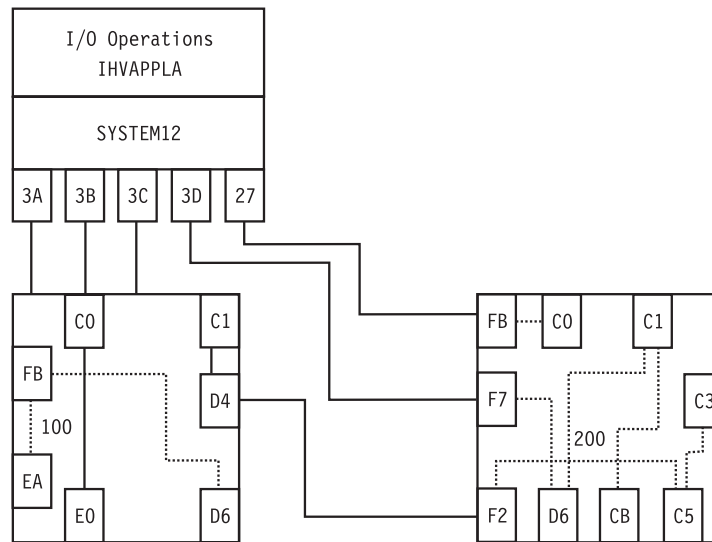 I/O Operations
IHVAPPLA
SYSTEM12
3A 3B 3C 3D 27
C0 C1
FB
D4
100
EA
E0 D6
FB C0 C1
F7 C3
200
F2 D6 CB C5